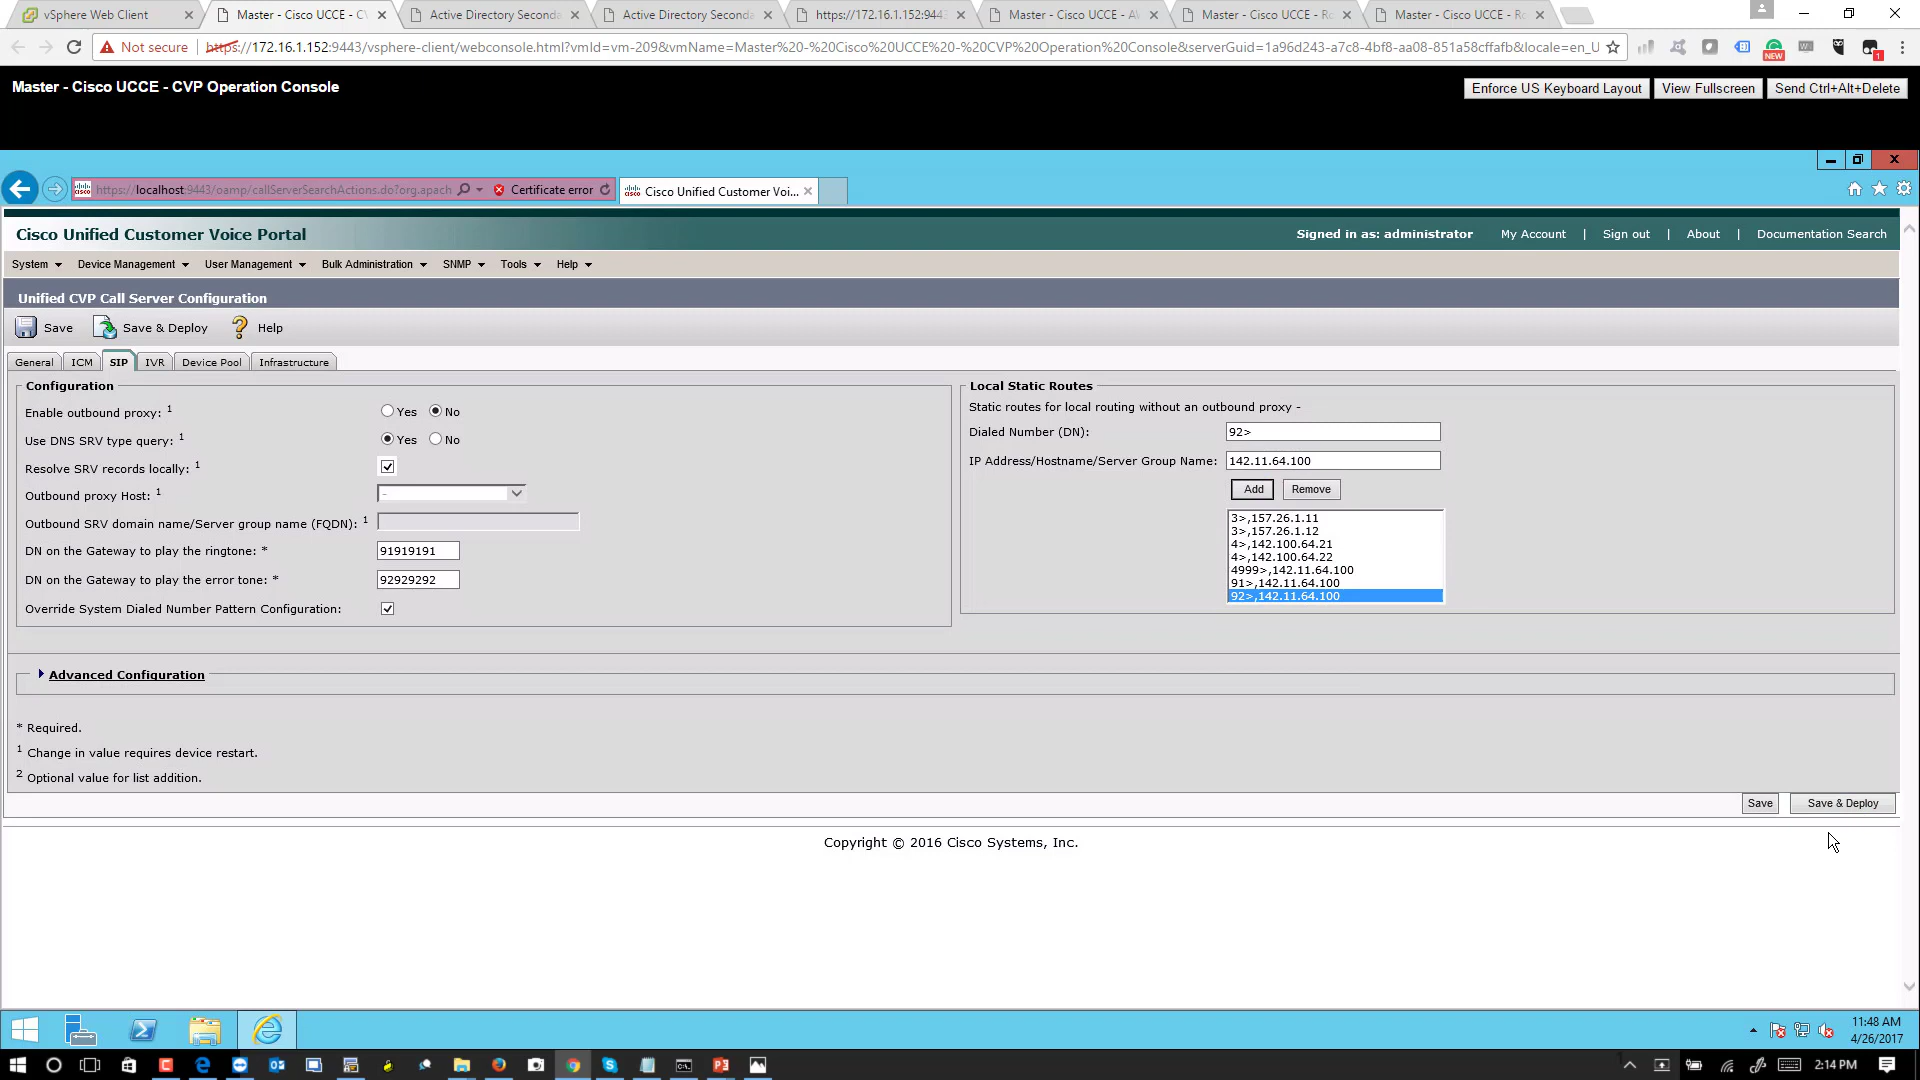 vSphere Web Client
Master - Cisco UCCE - CV
Active Directory Seconda
Active Directory Seconda
https://172.16.1.152:9443
Master - Cisco UCCE - AV
Master - Cisco UCCE - Ro
Master - Cisco UCCE - Ro
Not secure
https://172.16.1.152:9443/vsphere-client/webconsole.html?vmId=vm-209&vmName=Master%20-%20Cisco%20UCCE%20-%20CVP%20Operation%20Console&serverGuid=1a96d243-a7c8-4bf8-aa08-851a58cffafb&locale=en_U
NEW
1
Master - Cisco UCCE - CVP Operation Console
Enforce US Keyboard Layout
View Fullscreen
Send Ctrl+Alt+Delete
https://localhost:9443/oamp/callServerSearchActions.do?org.apach
Certificate error
Cisco Unified Customer Voi...
Cisco Unified Customer Voice Portal
Signed in as: administrator
My Account | Sign out | About | Documentation Search
System
Device Management
User Management
Bulk Administration
SNMP
Tools
Help
Unified CVP Call Server Configuration
Save
Save & Deploy
Help
General
ICM
SIP
IVR
Device Pool
Infrastructure
Configuration
Enable outbound proxy: 1 Yes No
Use DNS SRV type query: 1 Yes No
Resolve SRV records locally: 1
Outbound proxy Host: 1 -
Outbound SRV domain name/Server group name (FQDN): 1
DN on the Gateway to play the ringtone: * 91919191
DN on the Gateway to play the error tone: * 92929292
Override System Dialed Number Pattern Configuration:
Local Static Routes
Static routes for local routing without an outbound proxy -
Dialed Number (DN): 92>
IP Address/Hostname/Server Group Name: 142.11.64.100
Add
Remove
3>,157.26.1.11
3>,157.26.1.12
4>,142.100.64.21
4>,142.100.64.22
4999>,142.11.64.100
91>,142.11.64.100
92>,142.11.64.100
Advanced Configuration
* Required.
1 Change in value requires device restart.
2 Optional value for list addition.
Save
Save & Deploy
Copyright © 2016 Cisco Systems, Inc.
11:48 AM
4/26/2017
2:14 PM